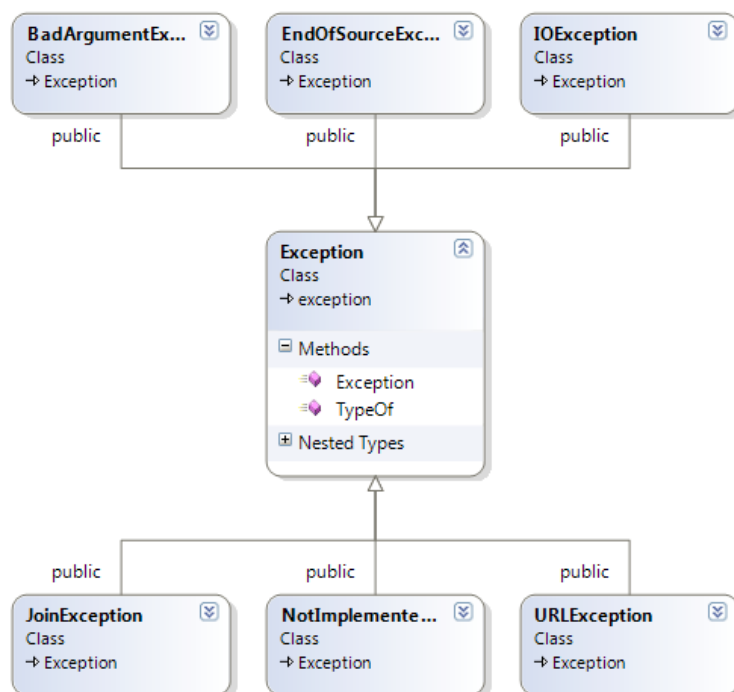 BadArgumentEx...
Class
Exception
EndOfSourceExc...
Class
Exception
IOException
Class
Exception
public
public
public
Exception
Class
exception
Methods
Exception
TypeOf
Nested Types
public
public
public
JoinException
Class
Exception
NotImplemente...
Class
Exception
URLException
Class
Exception